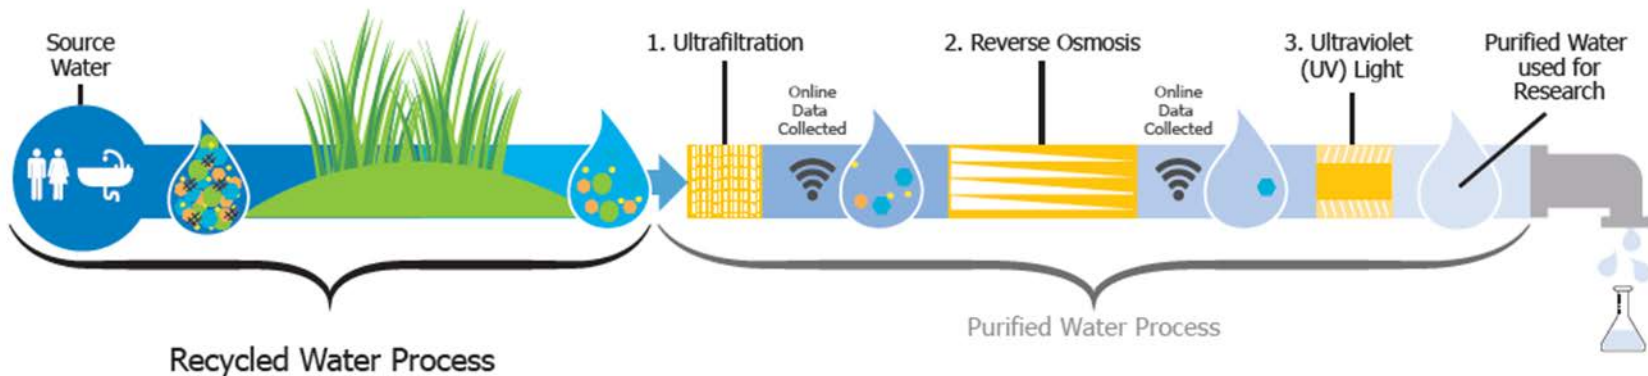 Source
Water
1. Ultrafiltration
Online
Data
Collected
2. Reverse Osmosis
Online
Data
Collected
3. Ultraviolet
(UV) Light
Purified Water
used for
Research
Recycled Water Process
Purified Water Process